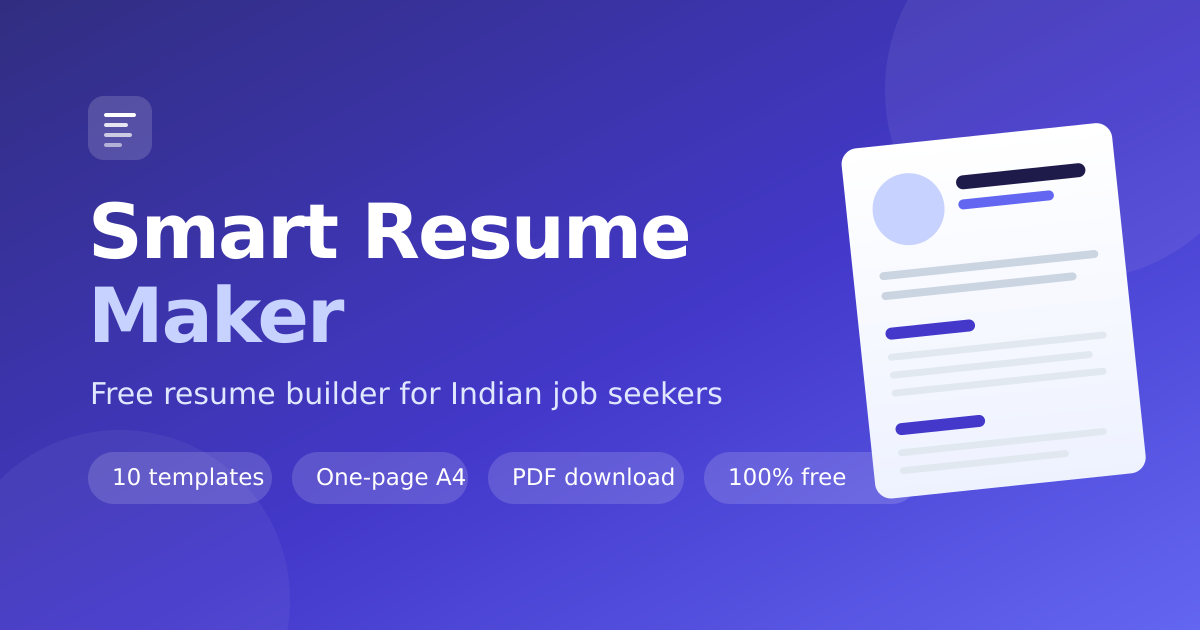 Smart Resume
Maker
Free resume builder for Indian job seekers
10 templates One-page A4 PDF download 100% free